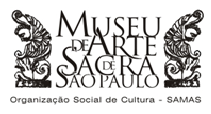 MUSEU
DE ARTE
SACRA DE
SÃO PAULO
Organização Social de Cultura - SAMAS